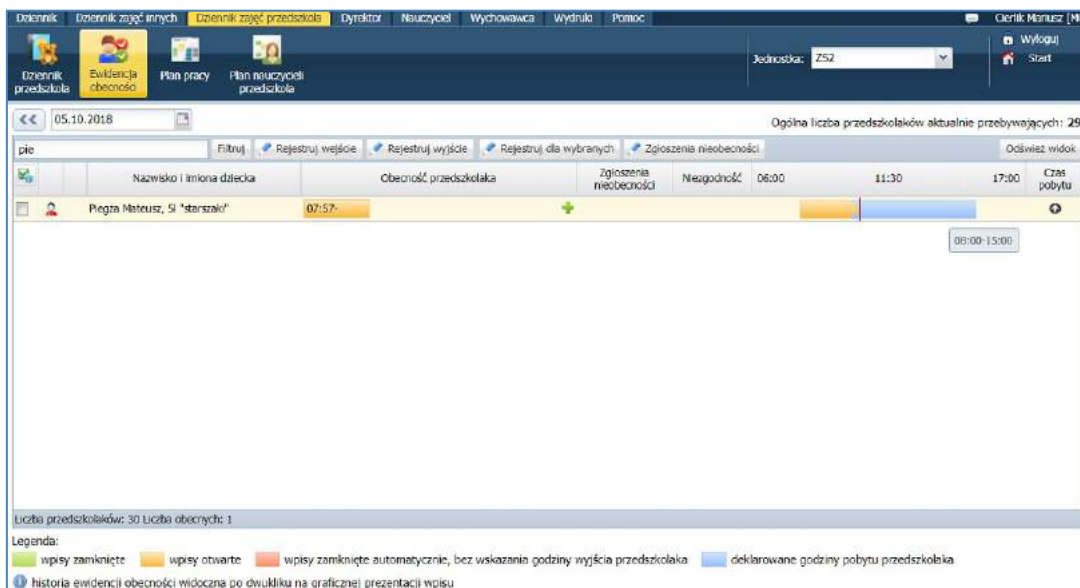 Dziennik Dziennik zajęć innych Dziennik zajęć przedszkola Dyrektor Nauczyciel Wychowawca Wydruki Pomoc Cierlik Mariusz [M
Dziennik przedszkola
Ewidencja obecności
Plan pracy
Plan nauczycieli przedszkola
Jednostka: ZS2
Wyloguj
Start
05.10.2018
Ogólna liczba przedszkolaków aktualnie przebywających: 29
pie Filtruj Rejestruj wejście Rejestruj wyjście Rejestruj dla wybranych Zgłoszenia nieobecności Odśwież widok
Nazwisko i imiona dziecka Obecność przedszkolaka Zgłoszenia nieobecności Niezgodność 06:00 11:30 17:00 Czas pobytu
Piegża Mateusz, 5l "starszaki" 07:57-
08:00-15:00
Liczba przedszkolaków: 30 Liczba obecnych: 1
Legenda:
wpisy zamknięte wpisy otwarte wpisy zamknięte automatycznie, bez wskazania godziny wyjścia przedszkolaka deklarowane godziny pobytu przedszkolaka
historia ewidencji obecności widoczna po dwukliku na graficznej prezentacji wpisu